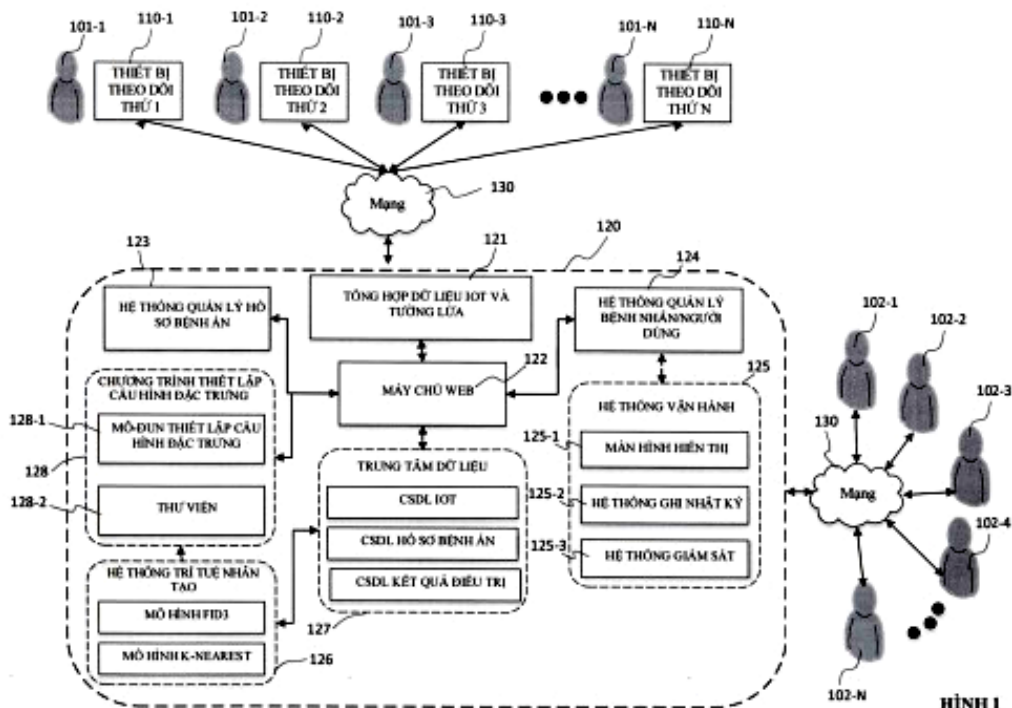 101-1
110-1
101-2
110-2
101-3
110-3
101-N
110-N
THIẾT BỊ
THEO DÕI
THỨ 1
THIẾT BỊ
THEO DÕI
THỨ 2
THIẾT BỊ
THEO DÕI
THỨ 3
THIẾT BỊ
THEO DÕI
THỨ N
Mạng
130
123
121
120
124
HỆ THỐNG QUẢN LÝ HỒ
SƠ BỆNH ÁN
TỔNG HỢP DỮ LIỆU IOT VÀ
TƯỜNG LỬA
HỆ THỐNG QUẢN LÝ
BỆNH NHÂN/NGƯỜI
DÙNG
MÁY CHỦ WEB
122
CHƯƠNG TRÌNH THIẾT LẬP
CẤU HÌNH ĐẶC TRƯNG
128-1
MÔ-ĐUN THIẾT LẬP CẤU
HÌNH ĐẶC TRƯNG
128
128-2
THƯ VIỆN
125
HỆ THỐNG VẬN HÀNH
125-1
MÀN HÌNH HIỂN THỊ
125-2
HỆ THỐNG GHI NHẬT KÝ
125-3
HỆ THỐNG GIÁM SÁT
TRUNG TÂM DỮ LIỆU
CSDL IOT
CSDL HỒ SƠ BỆNH ÁN
CSDL KẾT QUẢ ĐIỀU TRỊ
127
HỆ THỐNG TRÍ TUỆ NHÂN
TẠO
MÔ HÌNH FID3
MÔ HÌNH K-NEAREST
126
102-1
102-2
102-3
130
Mạng
102-4
102-N
HÌNH 1